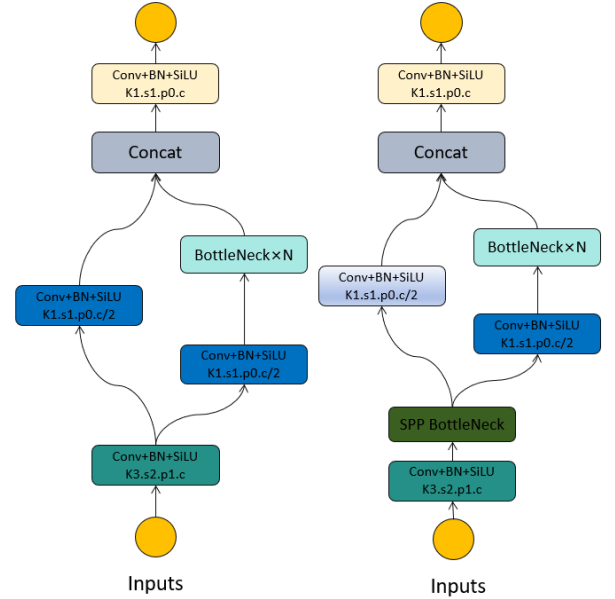 Conv+BN+SiLU
K1.s1.p0.c
Concat
BottleNeck×N
Conv+BN+SiLU
K1.s1.p0.c/2
Conv+BN+SiLU
K1.s1.p0.c/2
Conv+BN+SiLU
K3.s2.p1.c
Inputs
Conv+BN+SiLU
K1.s1.p0.c
Concat
BottleNeck×N
Conv+BN+SiLU
K1.s1.p0.c/2
Conv+BN+SiLU
K1.s1.p0.c/2
SPP BottleNeck
Conv+BN+SiLU
K3.s2.p1.c
Inputs